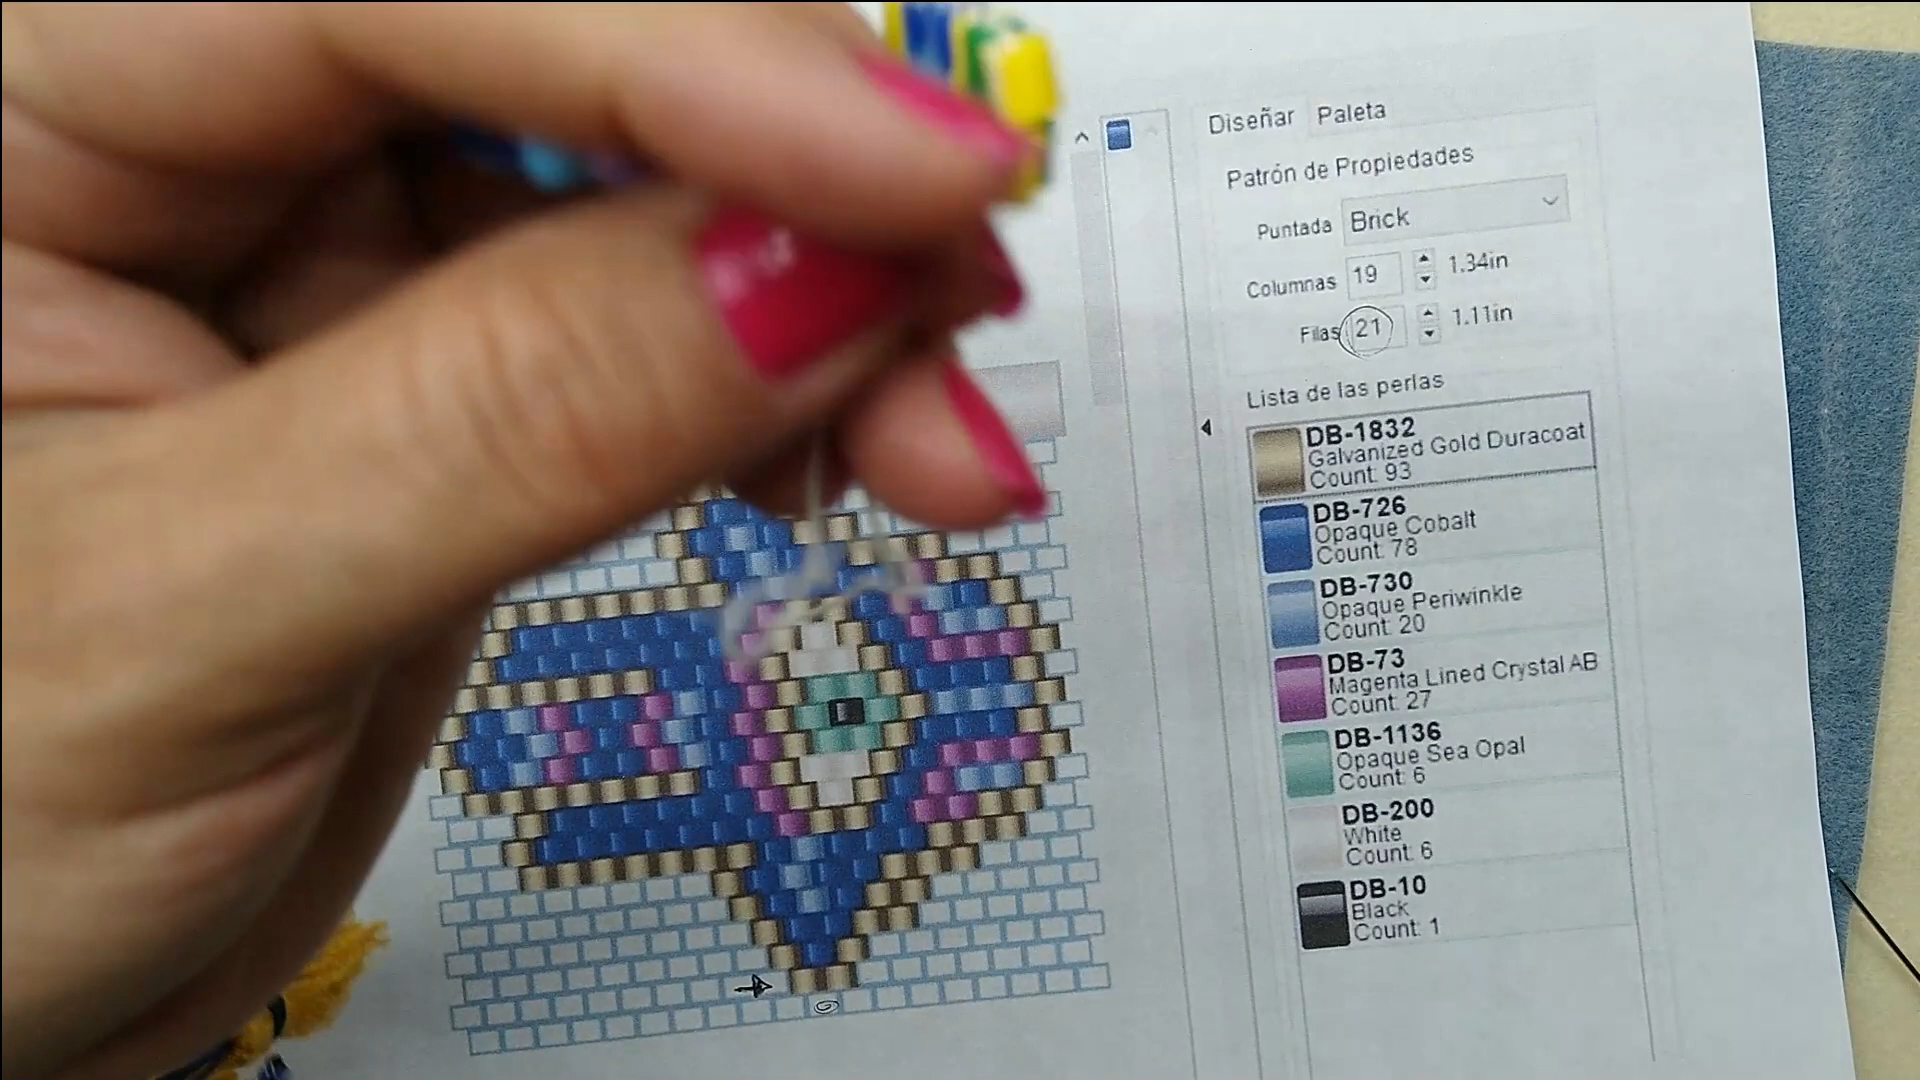 Diseñar Paleta
Patrón de Propiedades
Puntada Brick
Columnas 19 1.34in
Filas 21 1.11in
Lista de las perlas
DB-1832
Galvanized Gold Duracoat
Count: 93
DB-726
Opaque Cobalt
Count: 78
DB-730
Opaque Periwinkle
Count: 20
DB-73
Magenta Lined Crystal AB
Count: 27
DB-1136
Opaque Sea Opal
Count: 6
DB-200
White
Count: 6
DB-10
Black
Count: 1